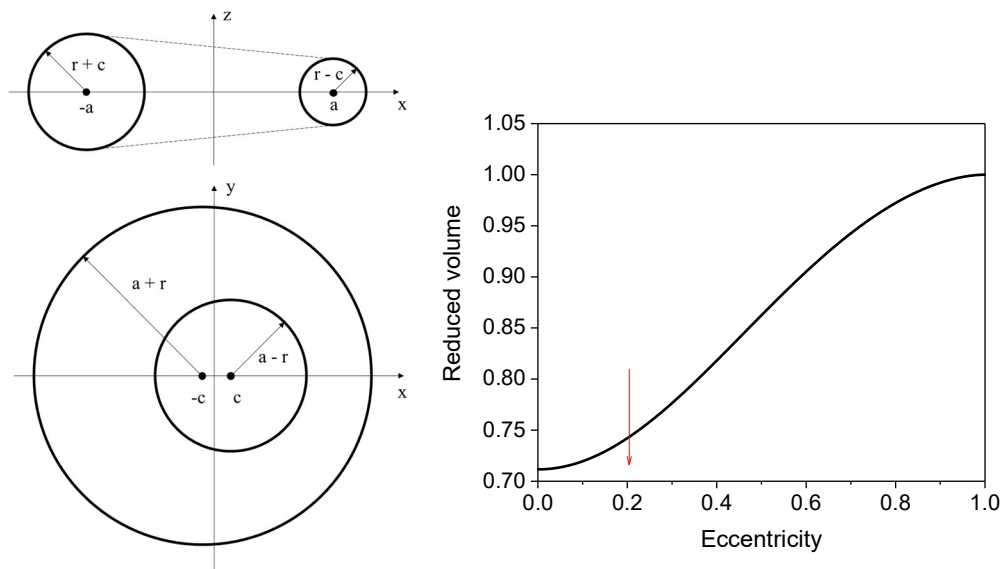 z
r + c
r - c
-a
a
x
y
a + r
a - r
-c
c
x
1.05
1.00
0.95
0.90
0.85
0.80
0.75
0.70
Reduced volume
0.0
0.2
0.4
0.6
0.8
1.0
Eccentricity